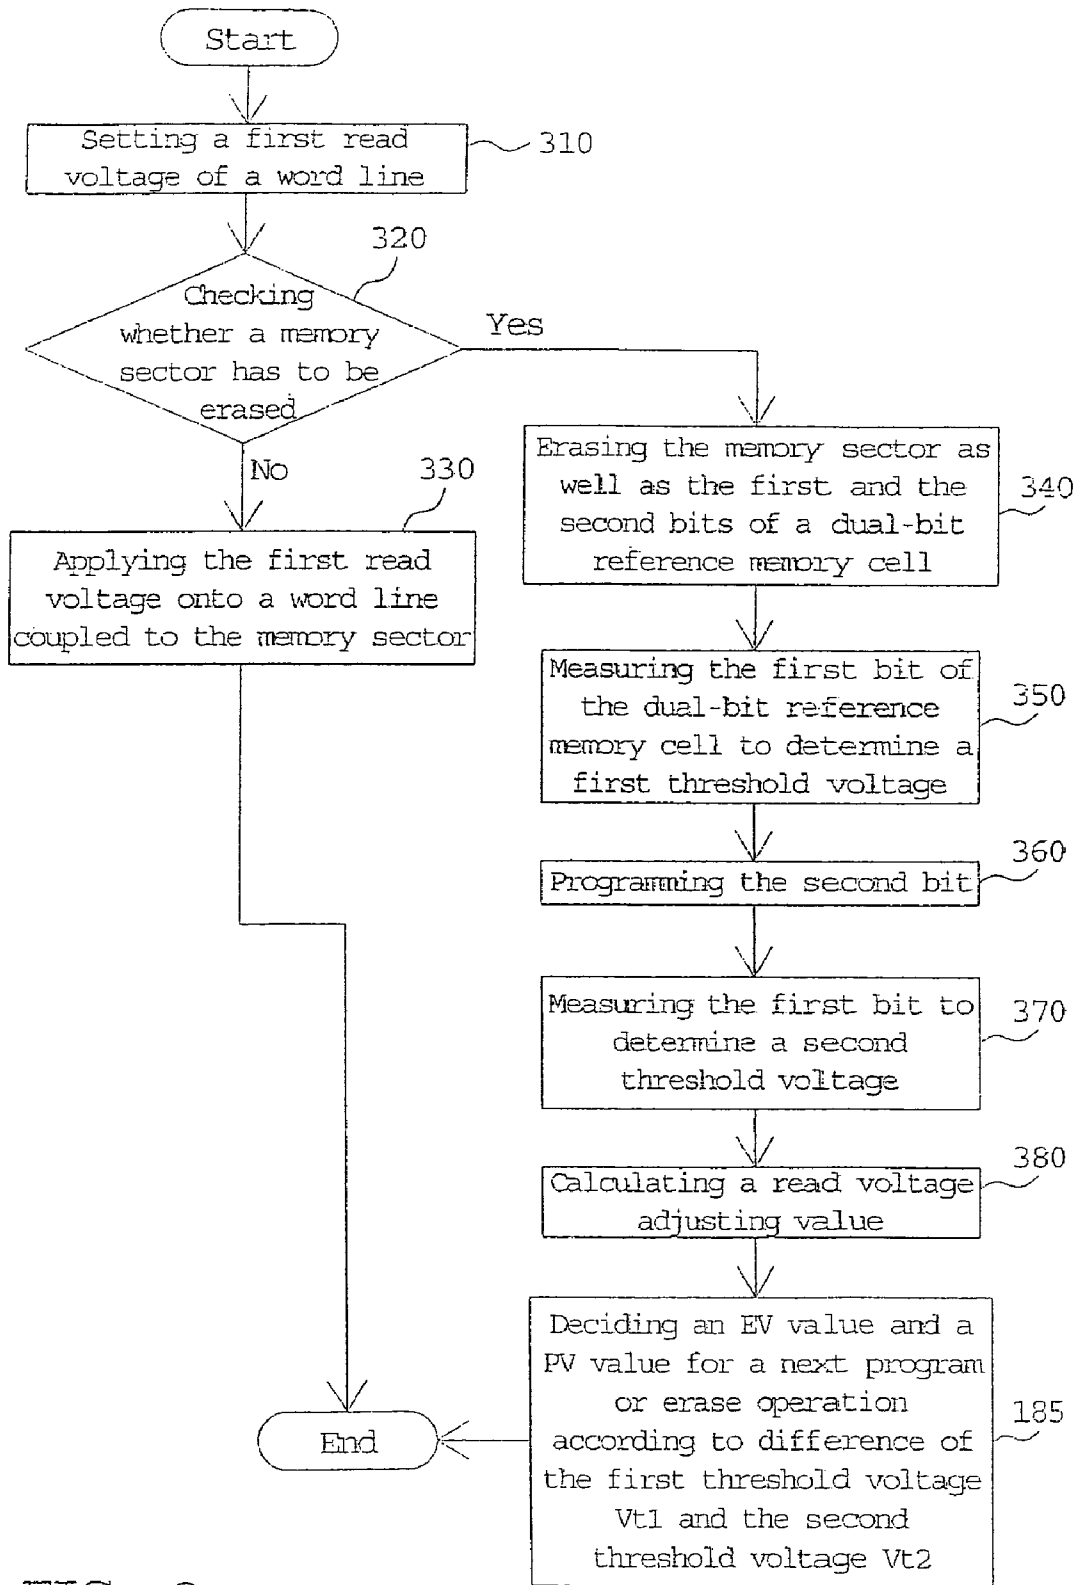 Start
Setting a first read
voltage of a word line
310
320
Checking
whether a memory
sector has to be
erased
Yes
No
330
Applying the first read
voltage onto a word line
coupled to the memory sector
Erasing the memory sector as
well as the first and the
second bits of a dual-bit
reference memory cell
340
Measuring the first bit of
the dual-bit reference
memory cell to determine a
first threshold voltage
350
Programming the second bit
360
Measuring the first bit to
determine a second
threshold voltage
370
Calculating a read voltage
adjusting value
380
Deciding an EV value and a
PV value for a next program
or erase operation
according to difference of
the first threshold voltage
Vt1 and the second
threshold voltage Vt2
185
End